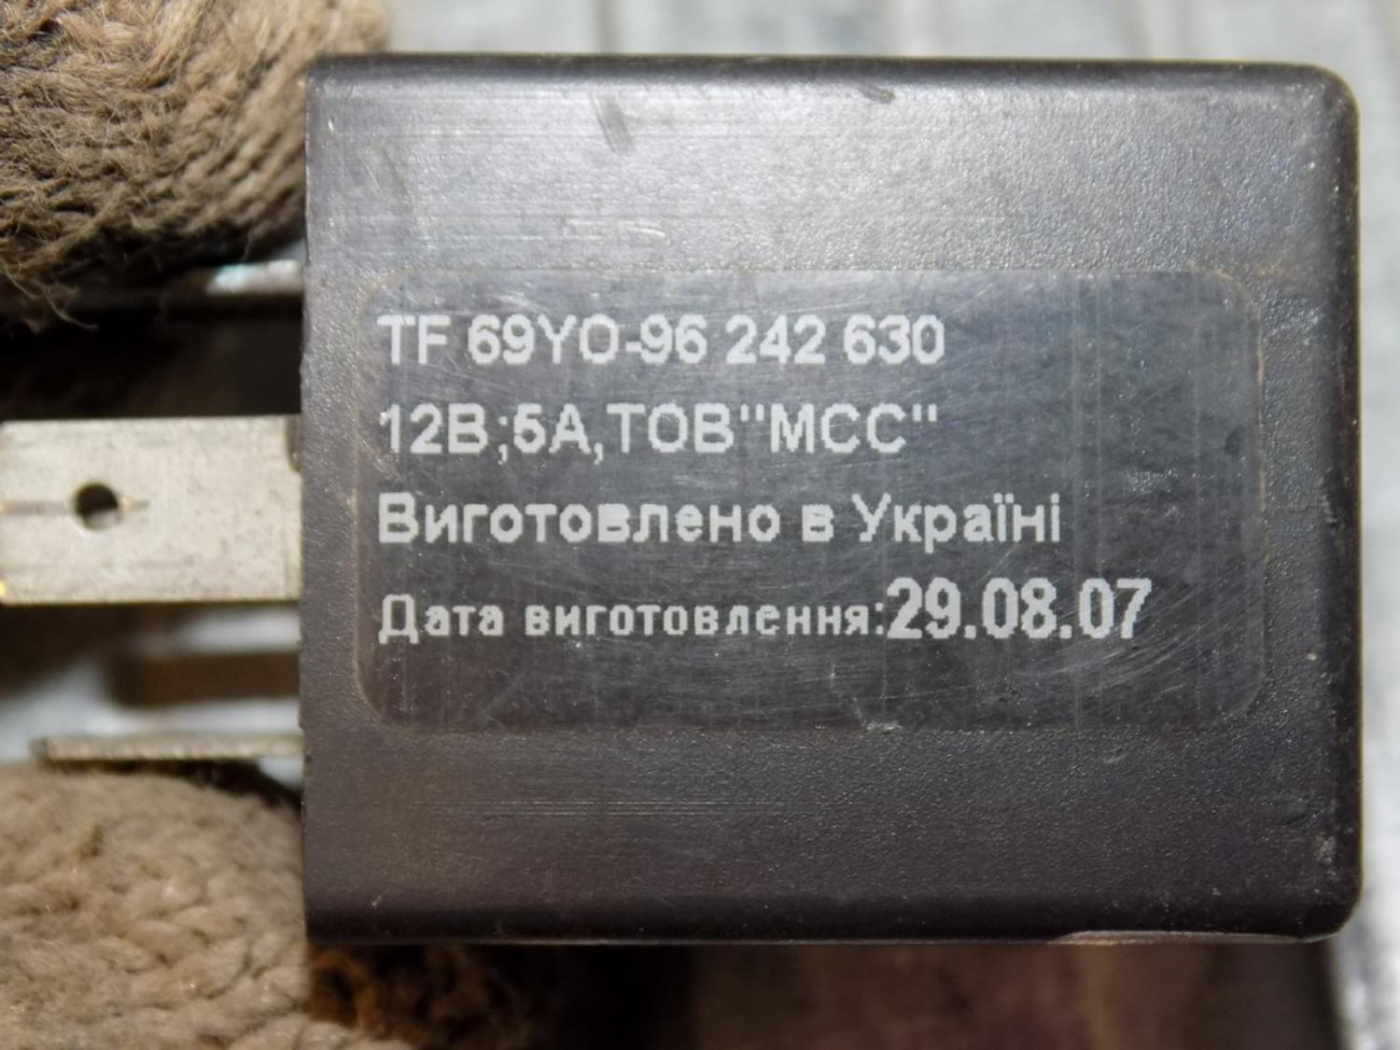 TF 69YO-96 242 630
12В;5А,ТОВ"МСС"
Виготовлено в Україні
Дата виготовлення:29.08.07